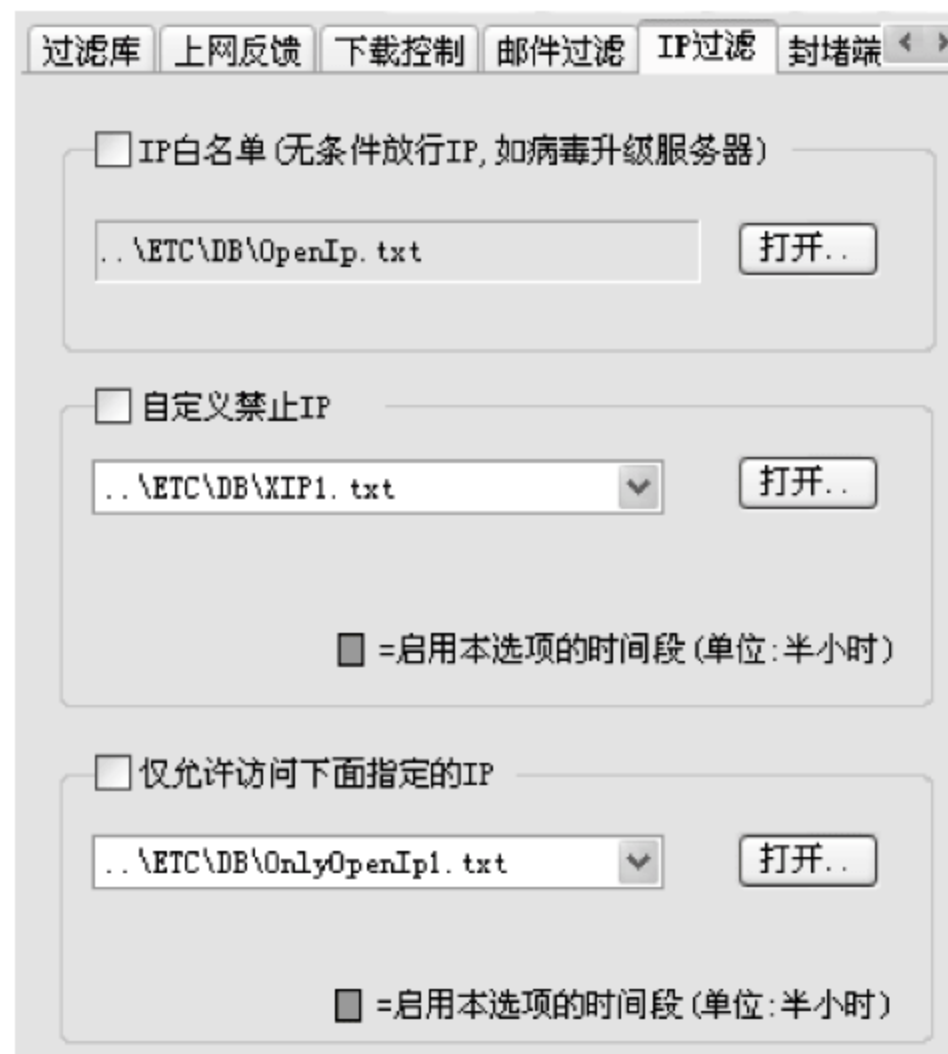 过滤库 上网反馈 下载控制 邮件过滤 IP过滤 封堵端
IP白名单(无条件放行IP,如病毒升级服务器)
..\ETC\DB\OpenIp.txt 打开..
自定义禁止IP
..\ETC\DB\XIP1.txt 打开..
=启用本选项的时间段(单位:半小时)
仅允许访问下面指定的IP
..\ETC\DB\OnlyOpenIp1.txt 打开..
=启用本选项的时间段(单位:半小时)